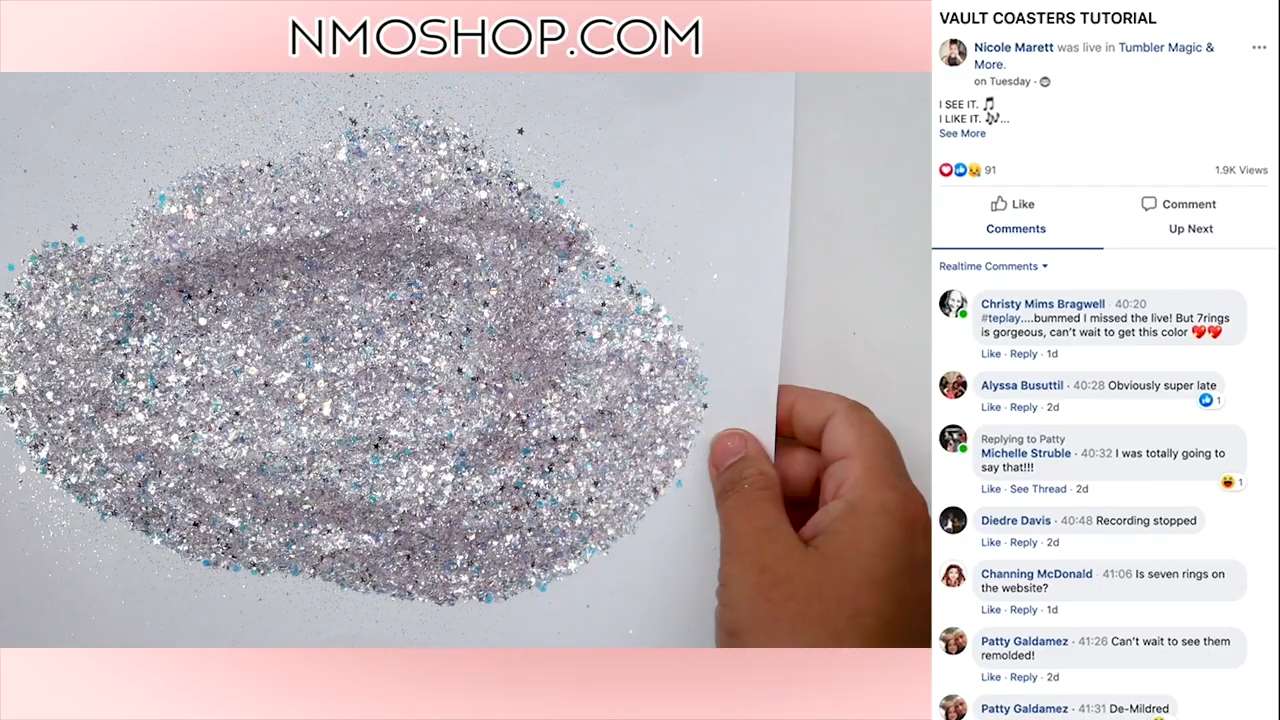 NMOSHOP.COM
VAULT COASTERS TUTORIAL
Nicole Marett was live in Tumbler Magic &
More.
on Tuesday ·
I SEE IT. 🎵
I LIKE IT. 🎶...
See More
91
1.9K Views
Like
Comment
Comments
Up Next
Realtime Comments
Christy Mims Bragwell · 40:20
#teplay....bummed I missed the live! But 7rings
is gorgeous, can't wait to get this color 💖💖
Like · Reply · 1d
Alyssa Busuttil · 40:28 Obviously super late
1
Like · Reply · 2d
Replying to Patty
Michelle Struble · 40:32 I was totally going to
say that!!!
1
Like · See Thread · 2d
Diedre Davis · 40:48 Recording stopped
Like · Reply · 2d
Channing McDonald · 41:06 Is seven rings on
the website?
Like · Reply · 1d
Patty Galdamez · 41:26 Can't wait to see them
remolded!
Like · Reply · 2d
Patty Galdamez · 41:31 De-Mildred